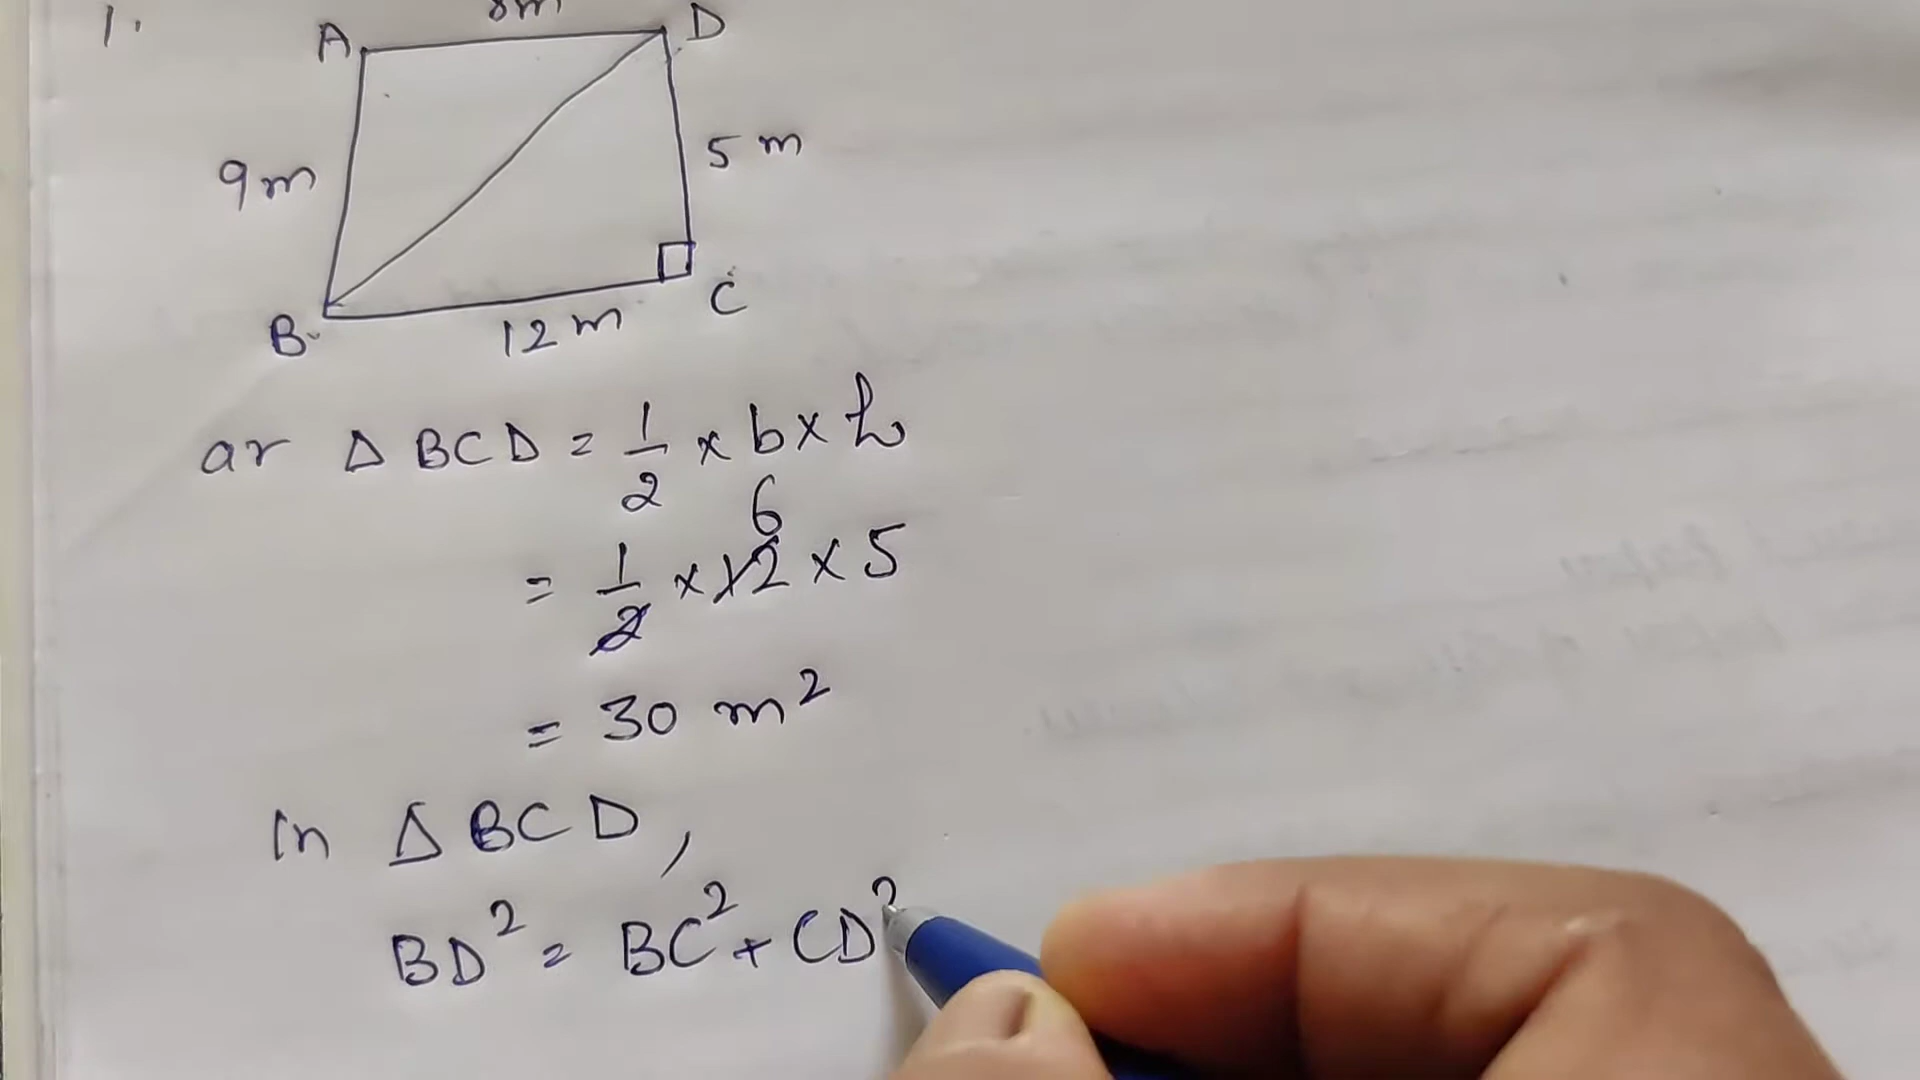 1.
8m
A
D
9m
5 m
B
12 m
C
ar Δ BCD = 1/2 × b × h
6
= 1/2 × 12 × 5
= 30 m²
In Δ BCD,
BD² = BC² + CD²